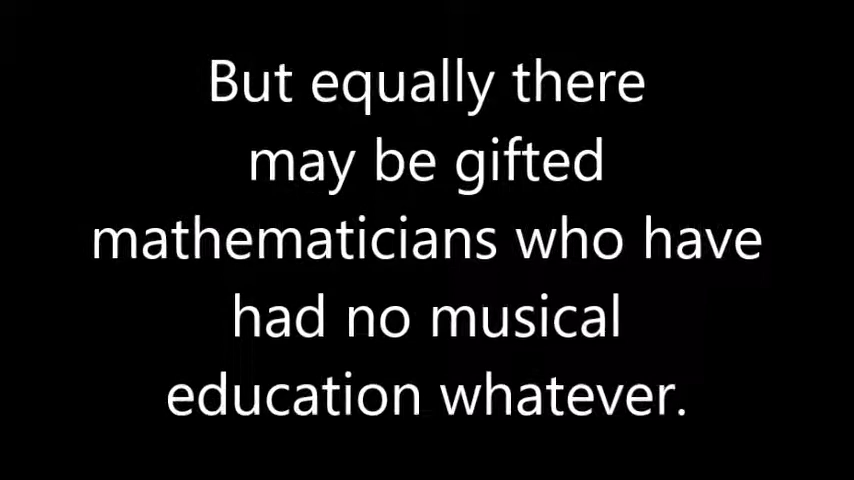 But equally there
may be gifted
mathematicians who have
had no musical
education whatever.